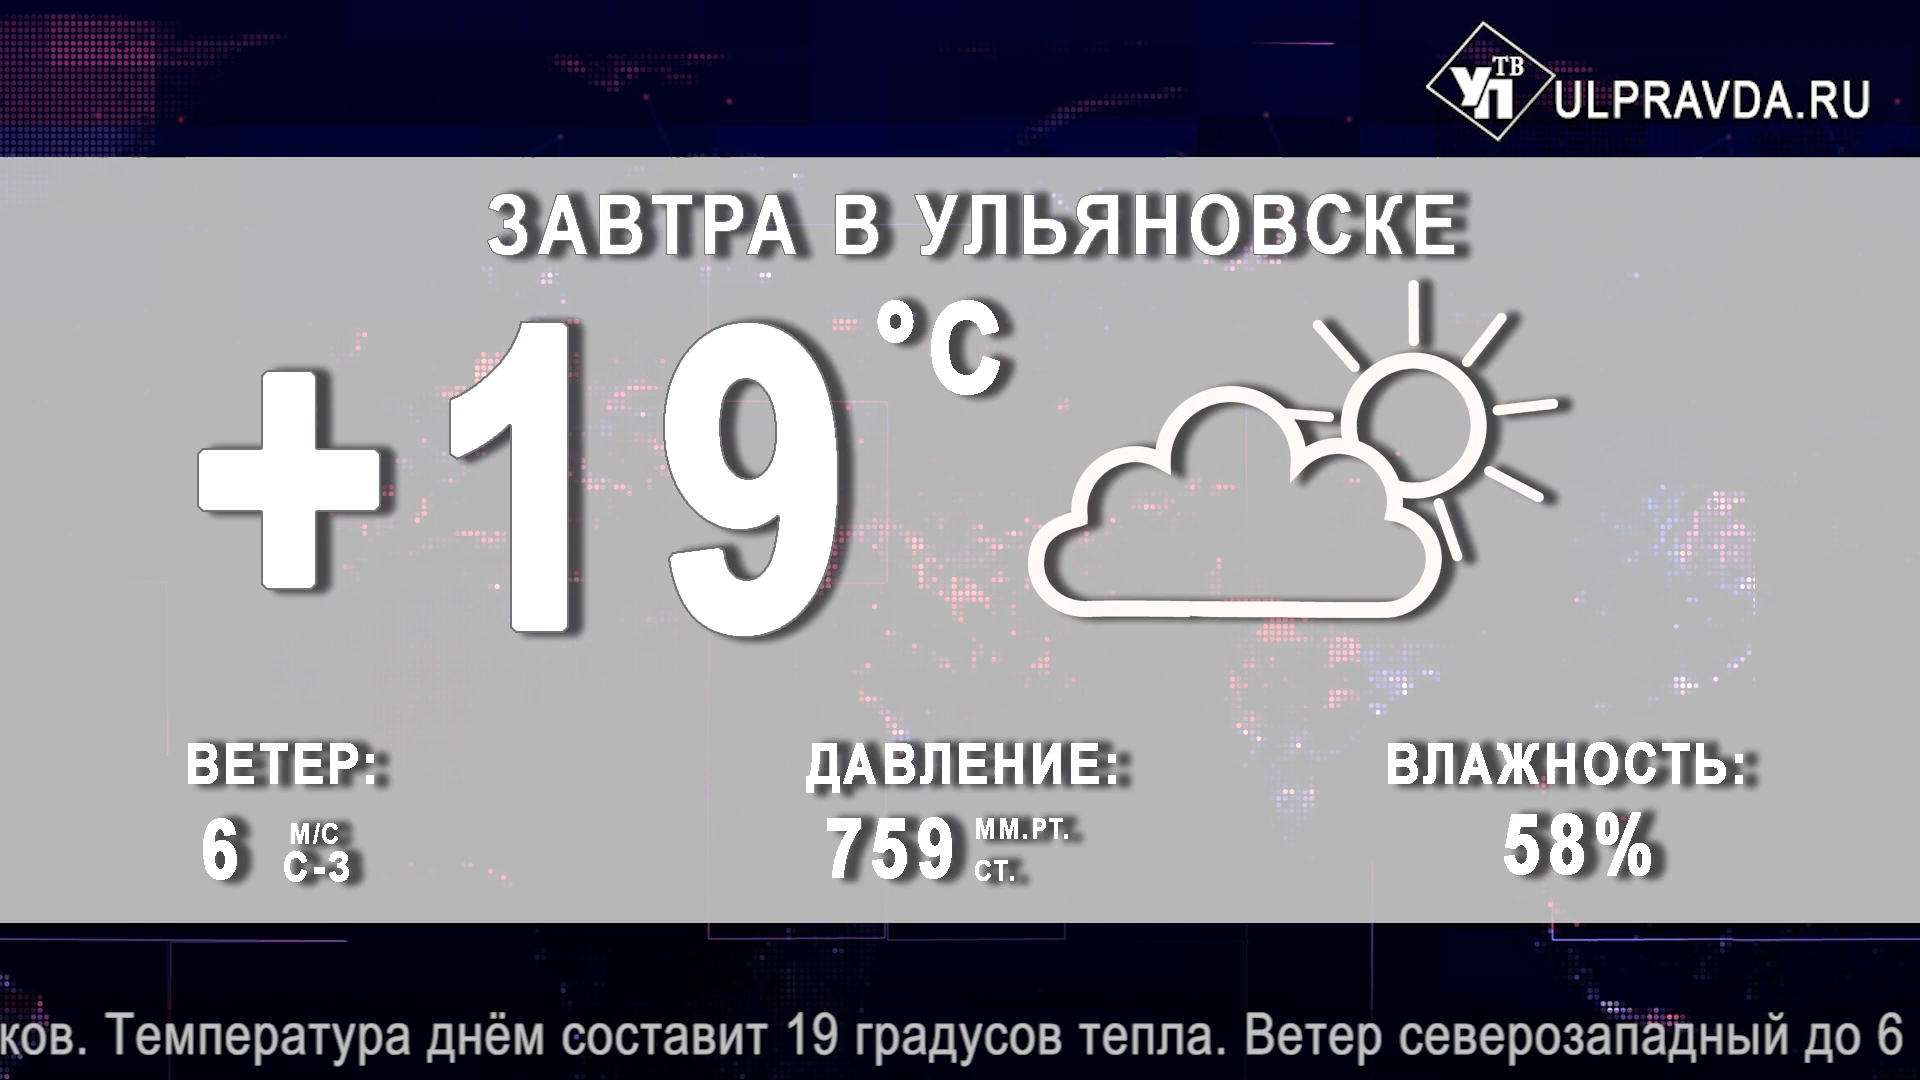 УП ТВ
ULPRAVDA.RU
ЗАВТРА В УЛЬЯНОВСКЕ
+19 °C
ВЕТЕР:
6 М/С
С-З
ДАВЛЕНИЕ:
759 ММ.РТ.
СТ.
ВЛАЖНОСТЬ:
58%
ков. Температура днём составит 19 градусов тепла. Ветер северозападный до 6